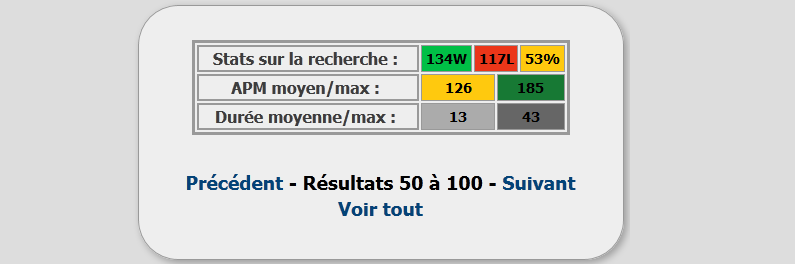 Stats sur la recherche : 134W 117L 53%
APM moyen/max : 126 185
Durée moyenne/max : 13 43
Précédent - Résultats 50 à 100 - Suivant
Voir tout